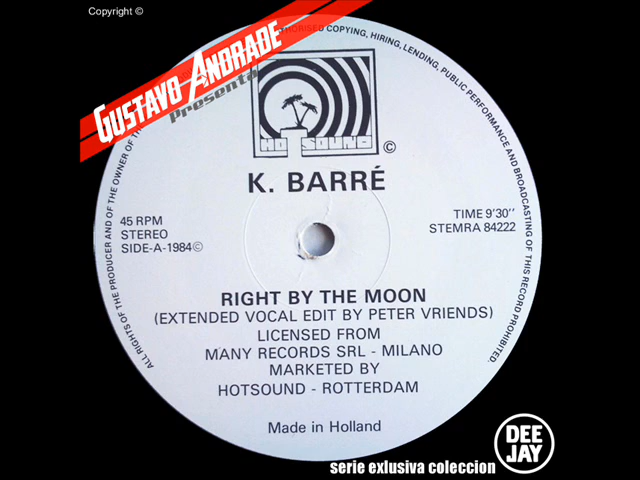 Copyright ©
GUSTAVO ANDRADE
Presenta
HOTSOUND
©
K. BARRÉ
45 RPM
STEREO
SIDE-A-1984©
TIME 9'30''
STEMRA 84222
RIGHT BY THE MOON
(EXTENDED VOCAL EDIT BY PETER VRIENDS)
LICENSED FROM
MANY RECORDS SRL - MILANO
MARKETED BY
HOTSOUND - ROTTERDAM
Made in Holland
ALL RIGHTS OF THE PRODUCER AND OF THE OWNER OF THE
COPYING, HIRING, LENDING, PUBLIC PERFORMANCE AND BROADCASTING OF THIS RECORD PROHIBITED.
DEE
JAY
serie exlusiva coleccion